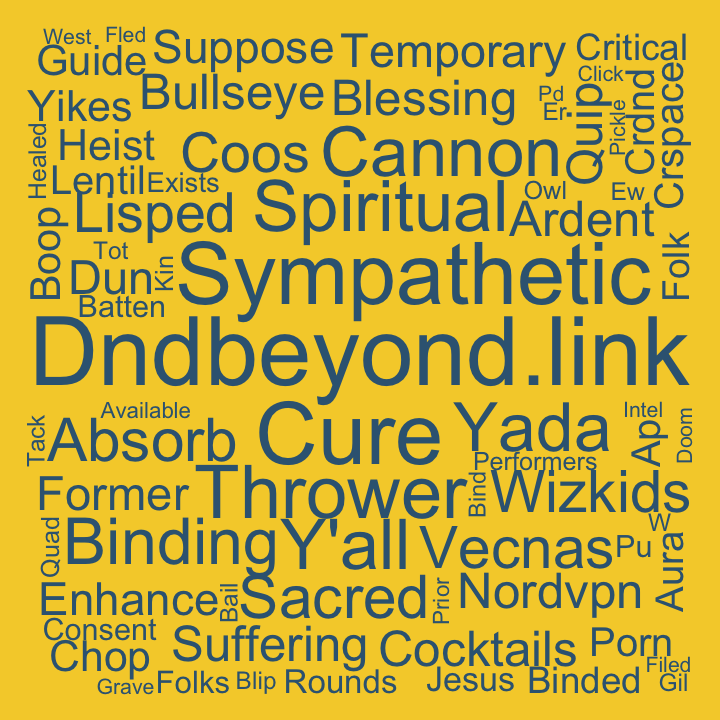 West Fled
Guide Suppose Temporary Critical
Click
Yikes Bullseye Blessing Pd
Er Quip Pickle Crdnd Crspace
Healed Heist Coos Cannon
Lentil Exists Owl Ew
Lisped Spiritual Ardent
Boop Tot Dun Kin Sympathetic Folk
Batten
Dndbeyond.link
Available Intel
Tack Absorb Cure Yada Ap Doom
Performers
Former Thrower Bind Wizkids
W
Quad Binding Y'all Vecnas Pu Aura
Enhance Bail Sacred Prior Nordvpn
Consent
Chop Suffering Cocktails Porn
Filed
Grave Folks Blip Rounds Jesus Binded Gil